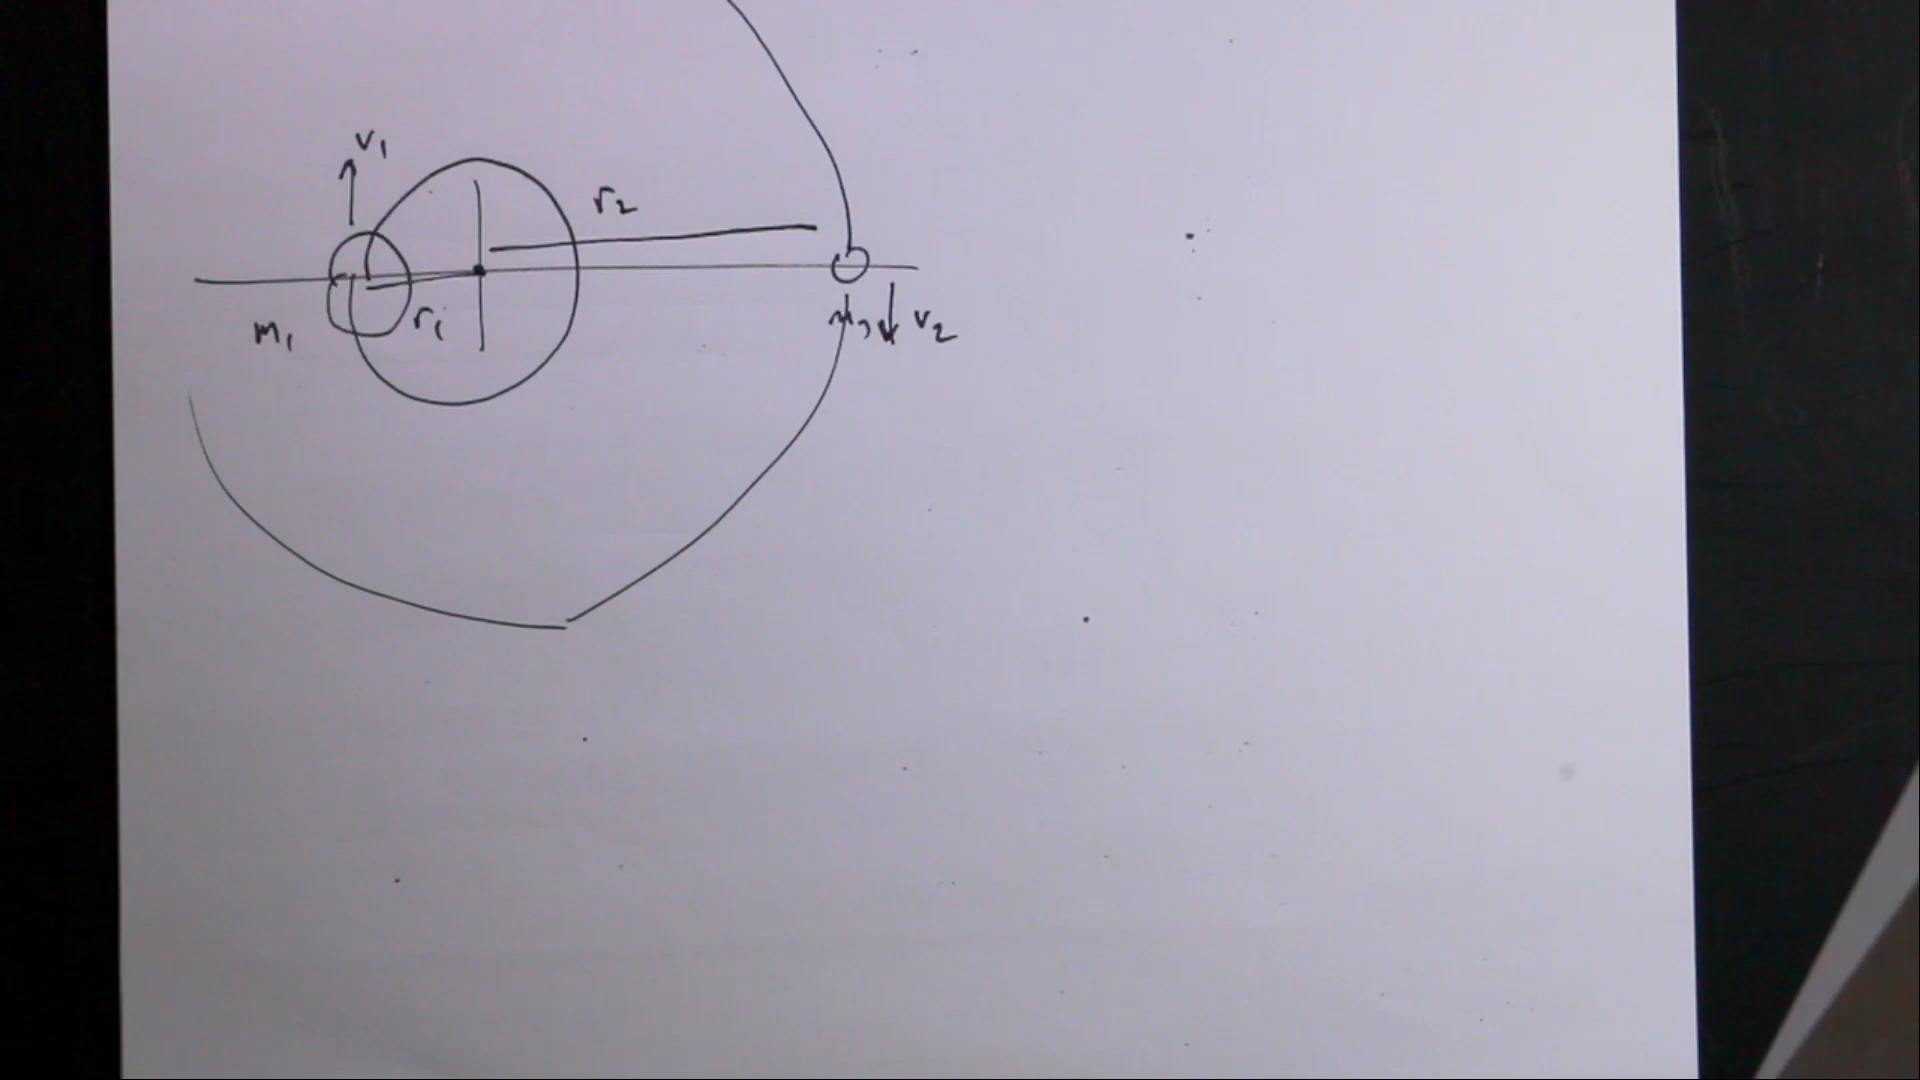 v₁
r₂
m₁
r₁
v₂